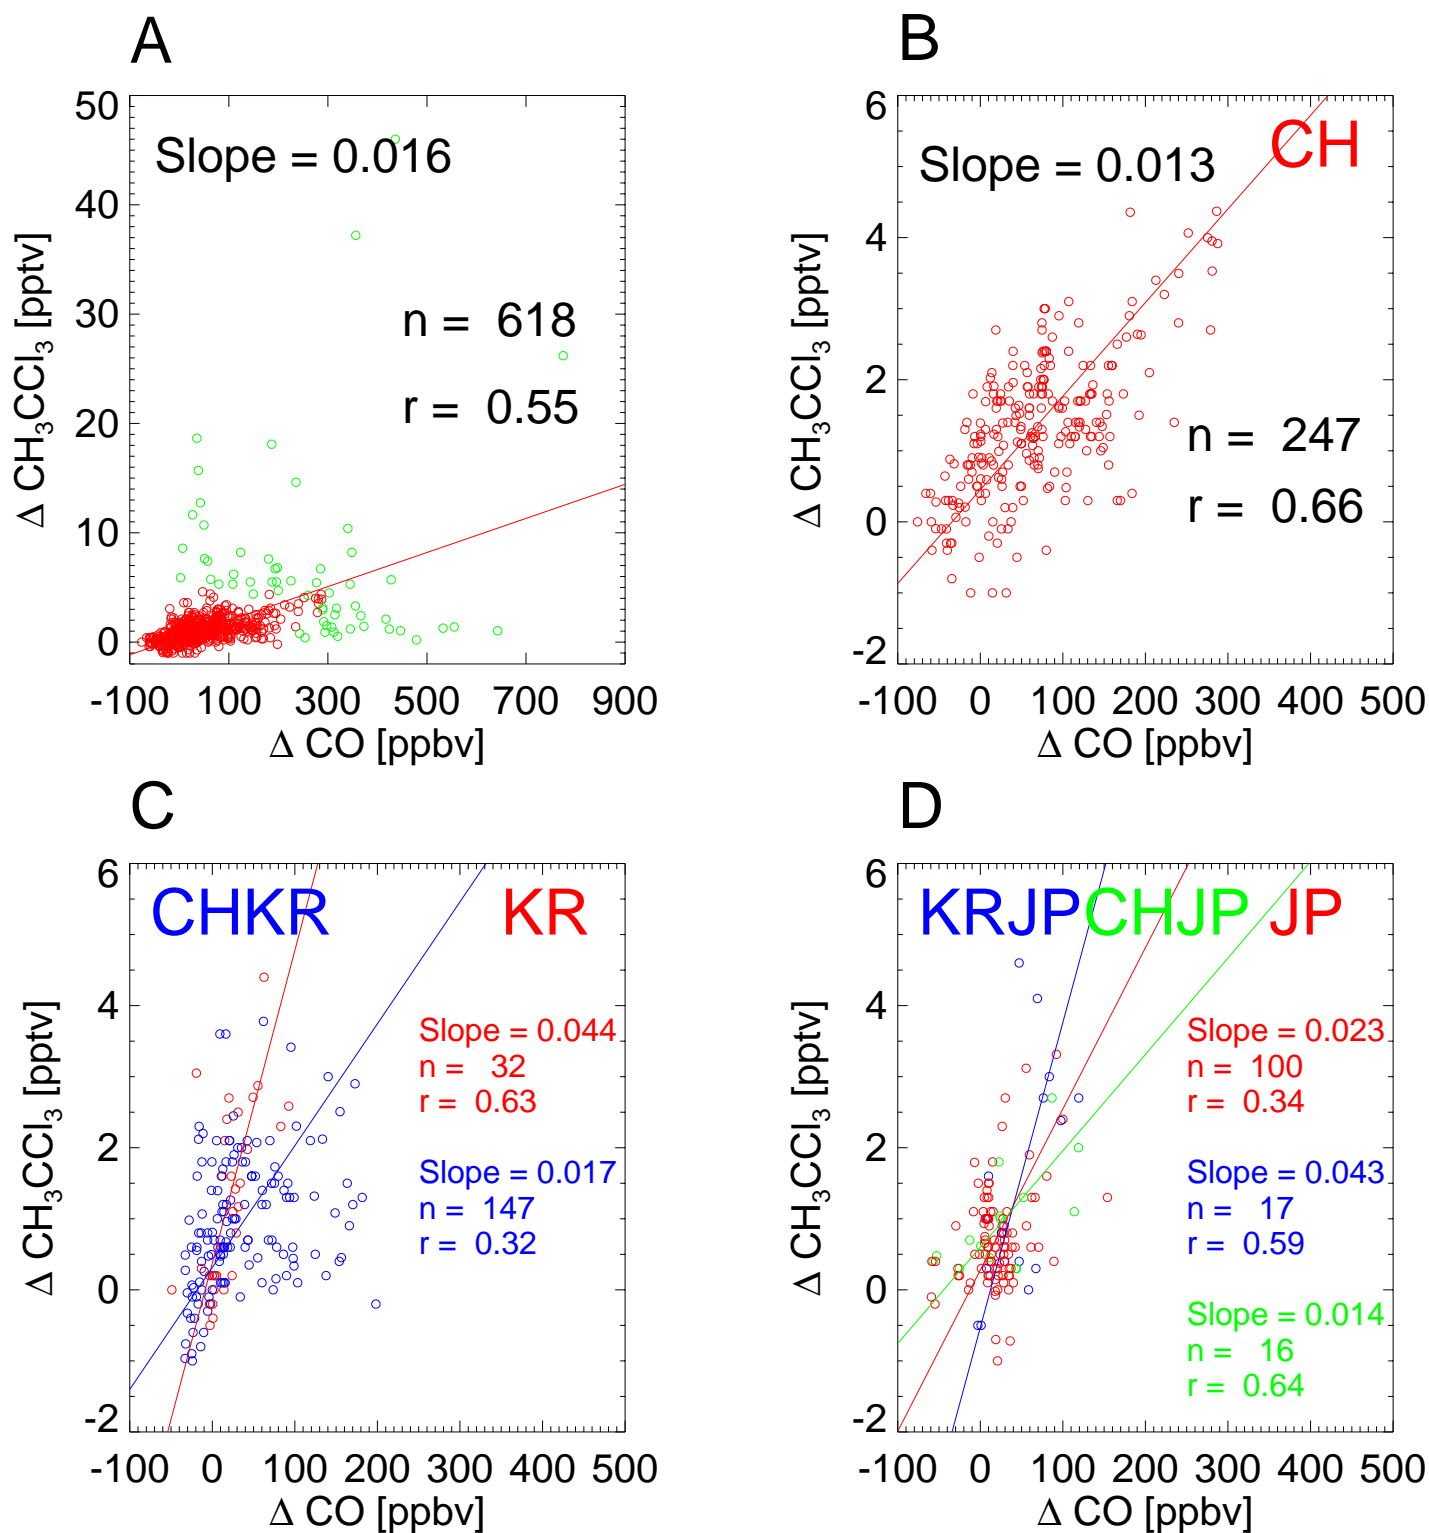 A
50
40
30
20
10
0
Slope = 0.016
n = 618
r = 0.55
Δ CH3CCl3 [pptv]
-100 100 300 500 700 900
Δ CO [ppbv]
B
6
4
2
0
-2
CH
Slope = 0.013
n = 247
r = 0.66
Δ CH3CCl3 [pptv]
-100 0 100 200 300 400 500
Δ CO [ppbv]
C
6
4
2
0
-2
CHKR KR
Slope = 0.044
n = 32
r = 0.63
Slope = 0.017
n = 147
r = 0.32
Δ CH3CCl3 [pptv]
-100 0 100 200 300 400 500
Δ CO [ppbv]
D
6
4
2
0
-2
KRJP CHJP JP
Slope = 0.023
n = 100
r = 0.34
Slope = 0.043
n = 17
r = 0.59
Slope = 0.014
n = 16
r = 0.64
Δ CH3CCl3 [pptv]
-100 0 100 200 300 400 500
Δ CO [ppbv]